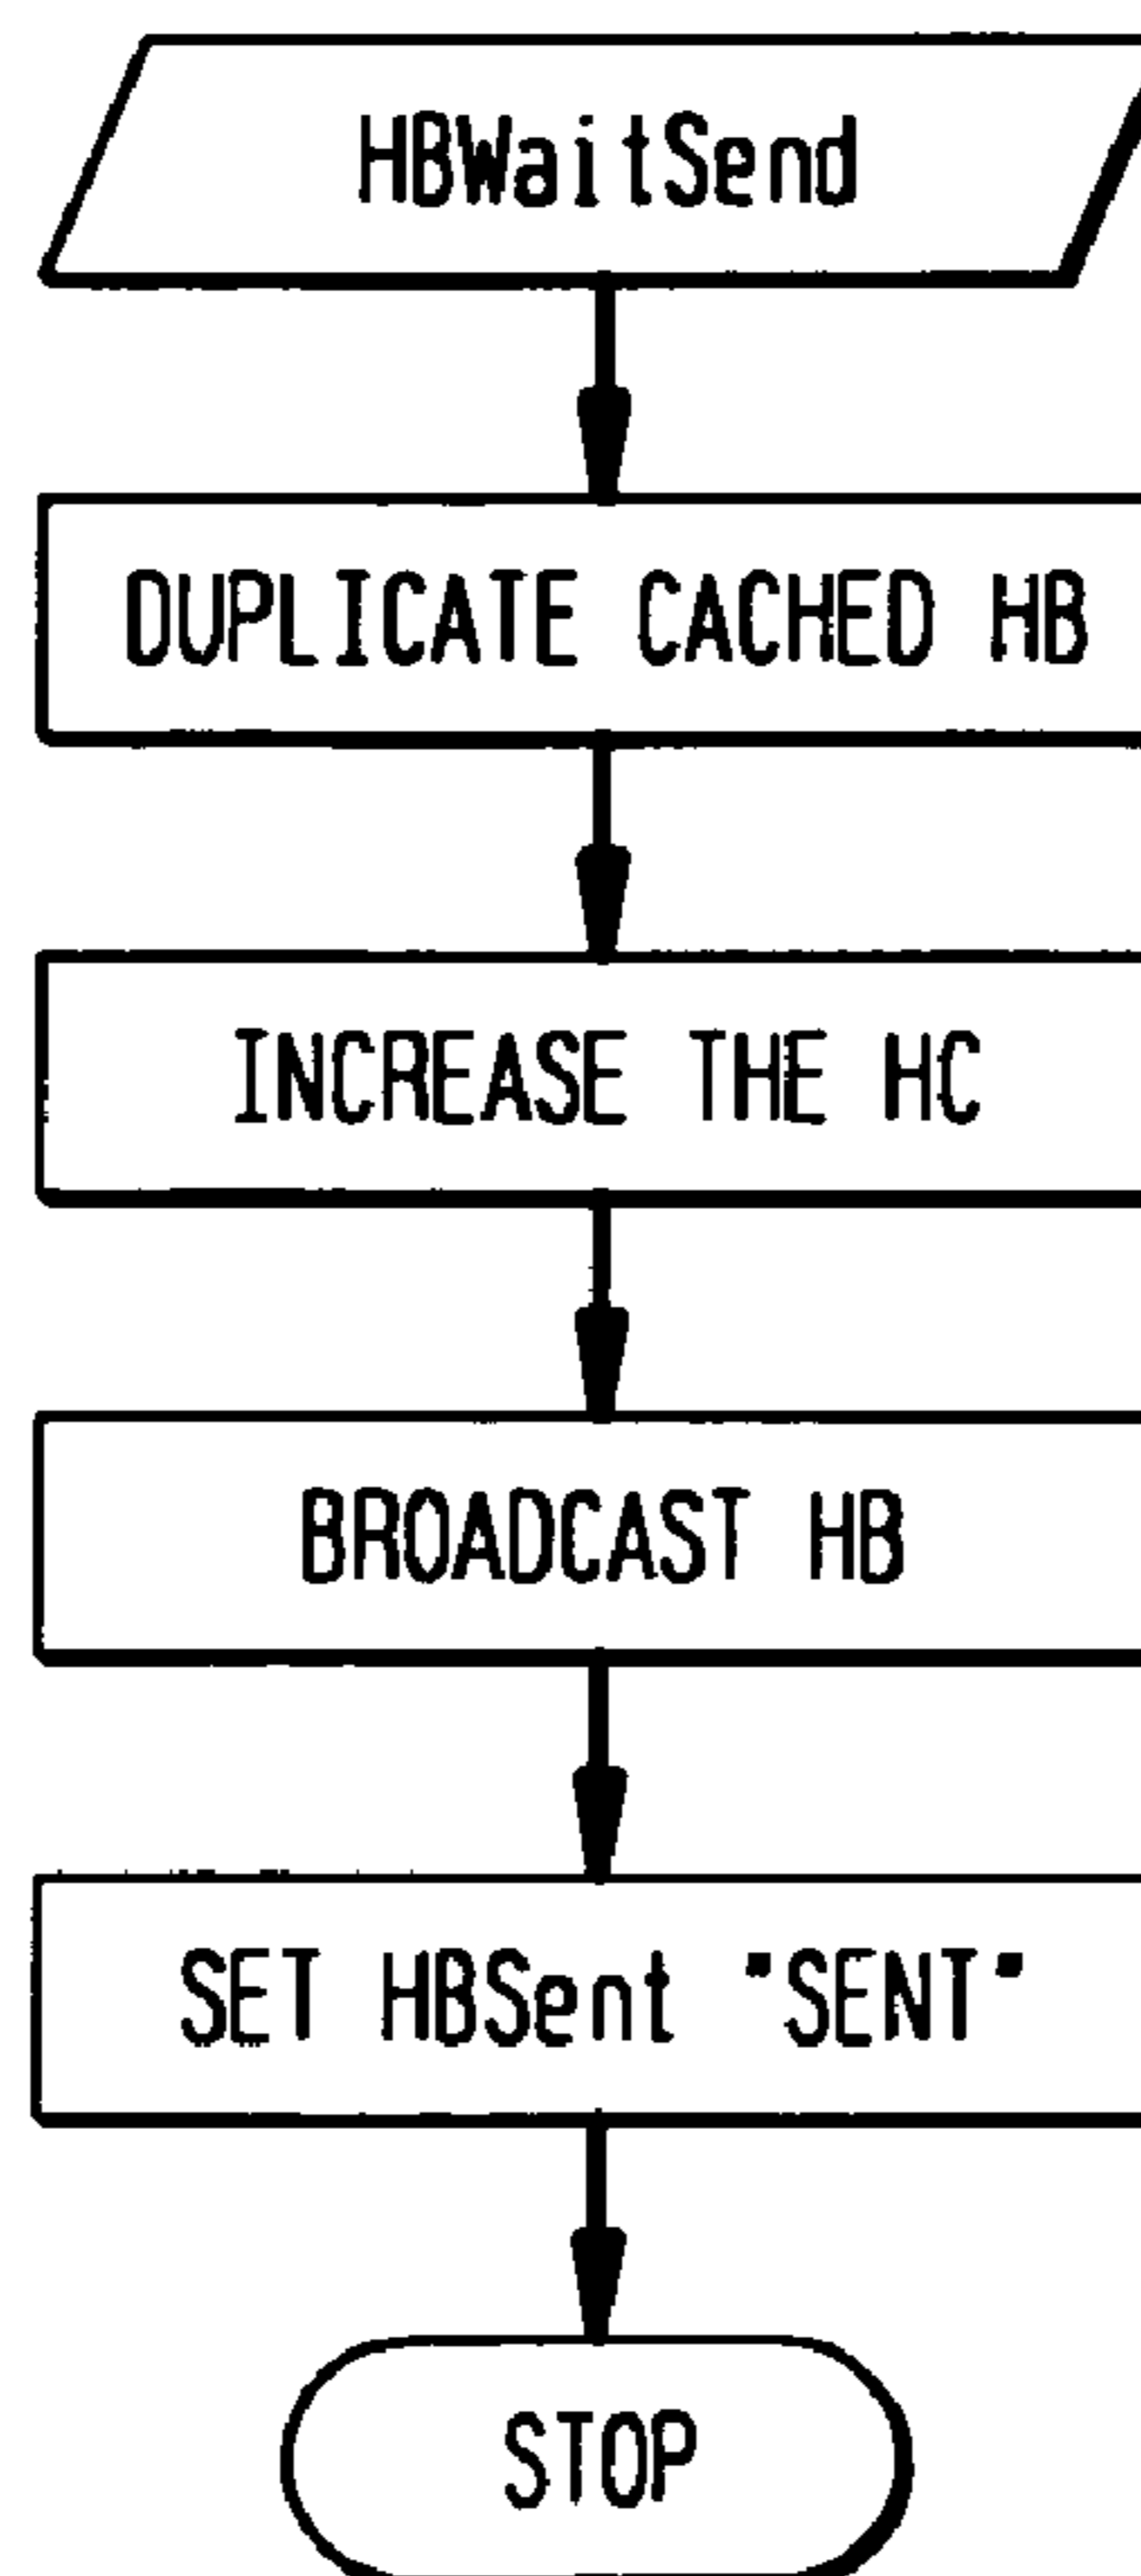 HBWaitSend
DUPLICATE CACHED HB
INCREASE THE HC
BROADCAST HB
SET HBSent "SENT"
STOP